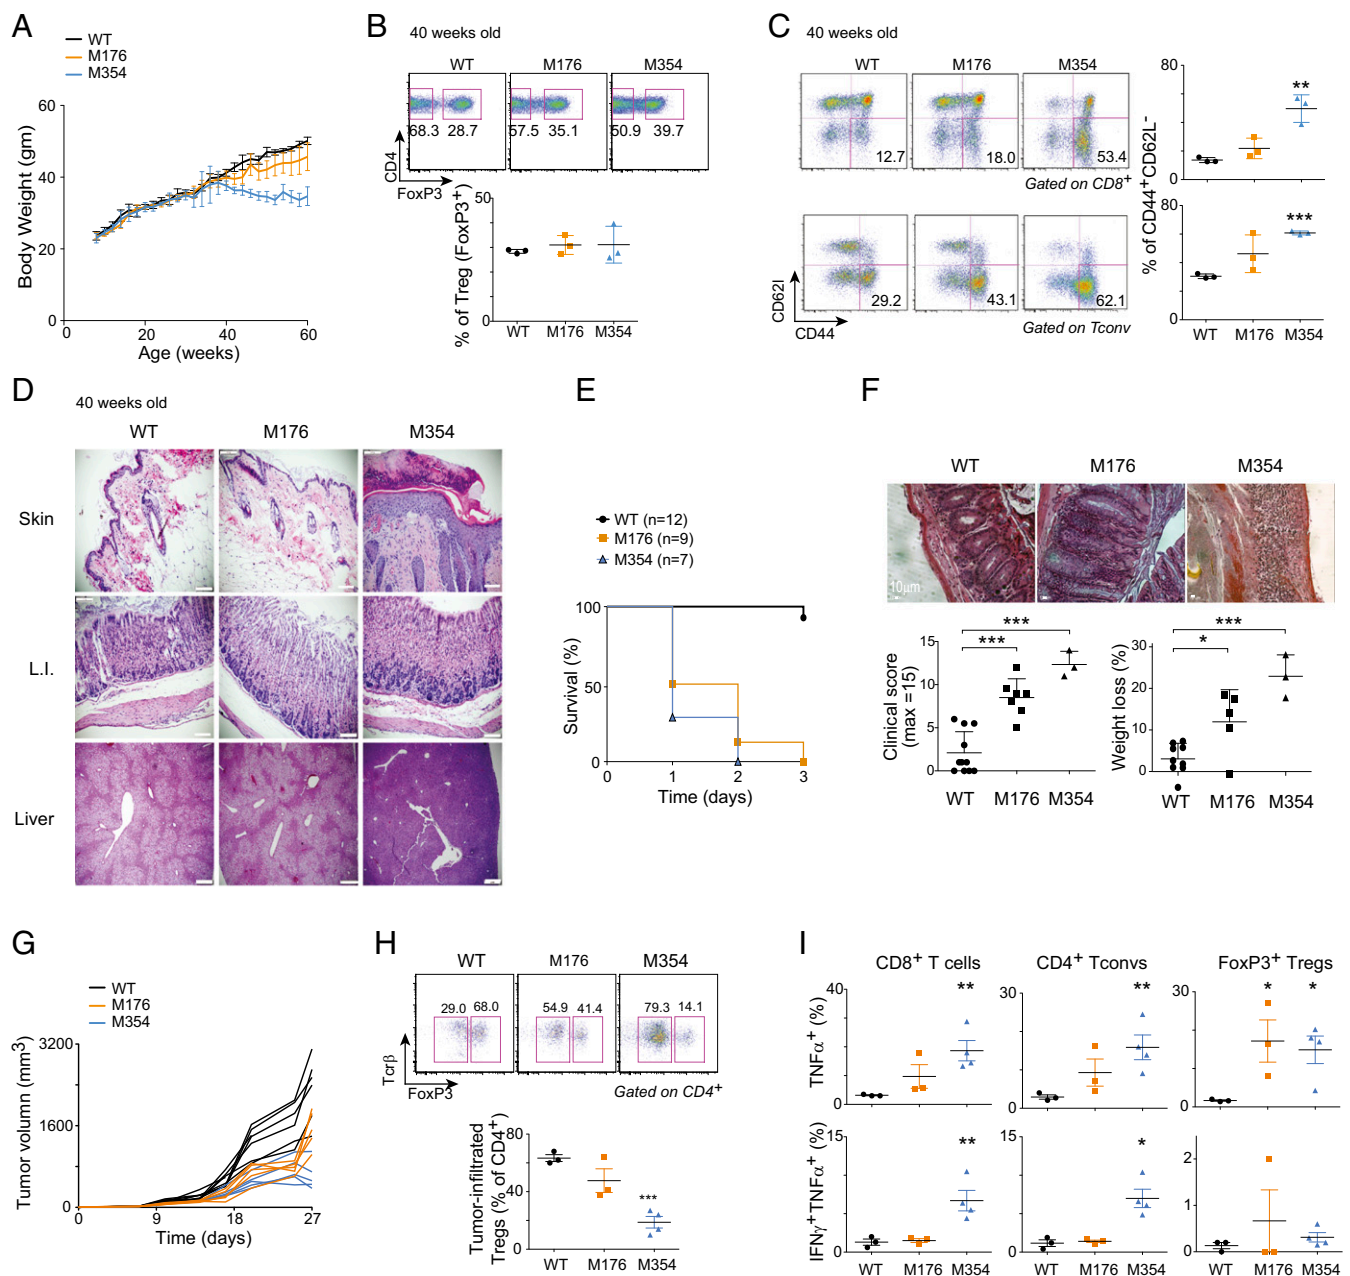 A
WT
M176
M354
Body Weight (gm)
60
40
20
0
0 20 40 60
Age (weeks)
B
40 weeks old
WT M176 M354
68.3 28.7 57.5 35.1 50.9 39.7
CD4
FoxP3
% of Treg (FoxP3+)
50
0
WT M176 M354
C
40 weeks old
WT M176 M354
12.7 18.0 53.4
Gated on CD8+
29.2 43.1 62.1
CD62l
CD44
Gated on Tconv
% of CD44+CD62L-
80
0
**
80
0
***
WT M176 M354
D
40 weeks old
WT M176 M354
Skin
L.I.
Liver
E
WT (n=12)
M176 (n=9)
M354 (n=7)
Survival (%)
100
50
0
0 1 2 3
Time (days)
F
WT M176 M354
10μm
Clinical score
(max =15)
15
10
5
0
***
***
WT M176 M354
Weight loss (%)
30
20
10
0
***
*
WT M176 M354
G
WT
M176
M354
Tumor volumn (mm3)
3200
1600
0
0 9 18 27
Time (days)
H
WT M176 M354
29.0 68.0 54.9 41.4 79.3 14.1
Tcrβ
FoxP3
Gated on CD4+
Tumor-infiltrated
Tregs (% of CD4+)
80
40
0
***
WT M176 M354
I
CD8+ T cells CD4+ Tconvs FoxP3+ Tregs
TNFα+ (%)
40
0
**
30
0
**
30
0
* *
IFNγ+TNFα+ (%)
15
0
**
15
0
*
2
1
0
WT M176 M354 WT M176 M354 WT M176 M354